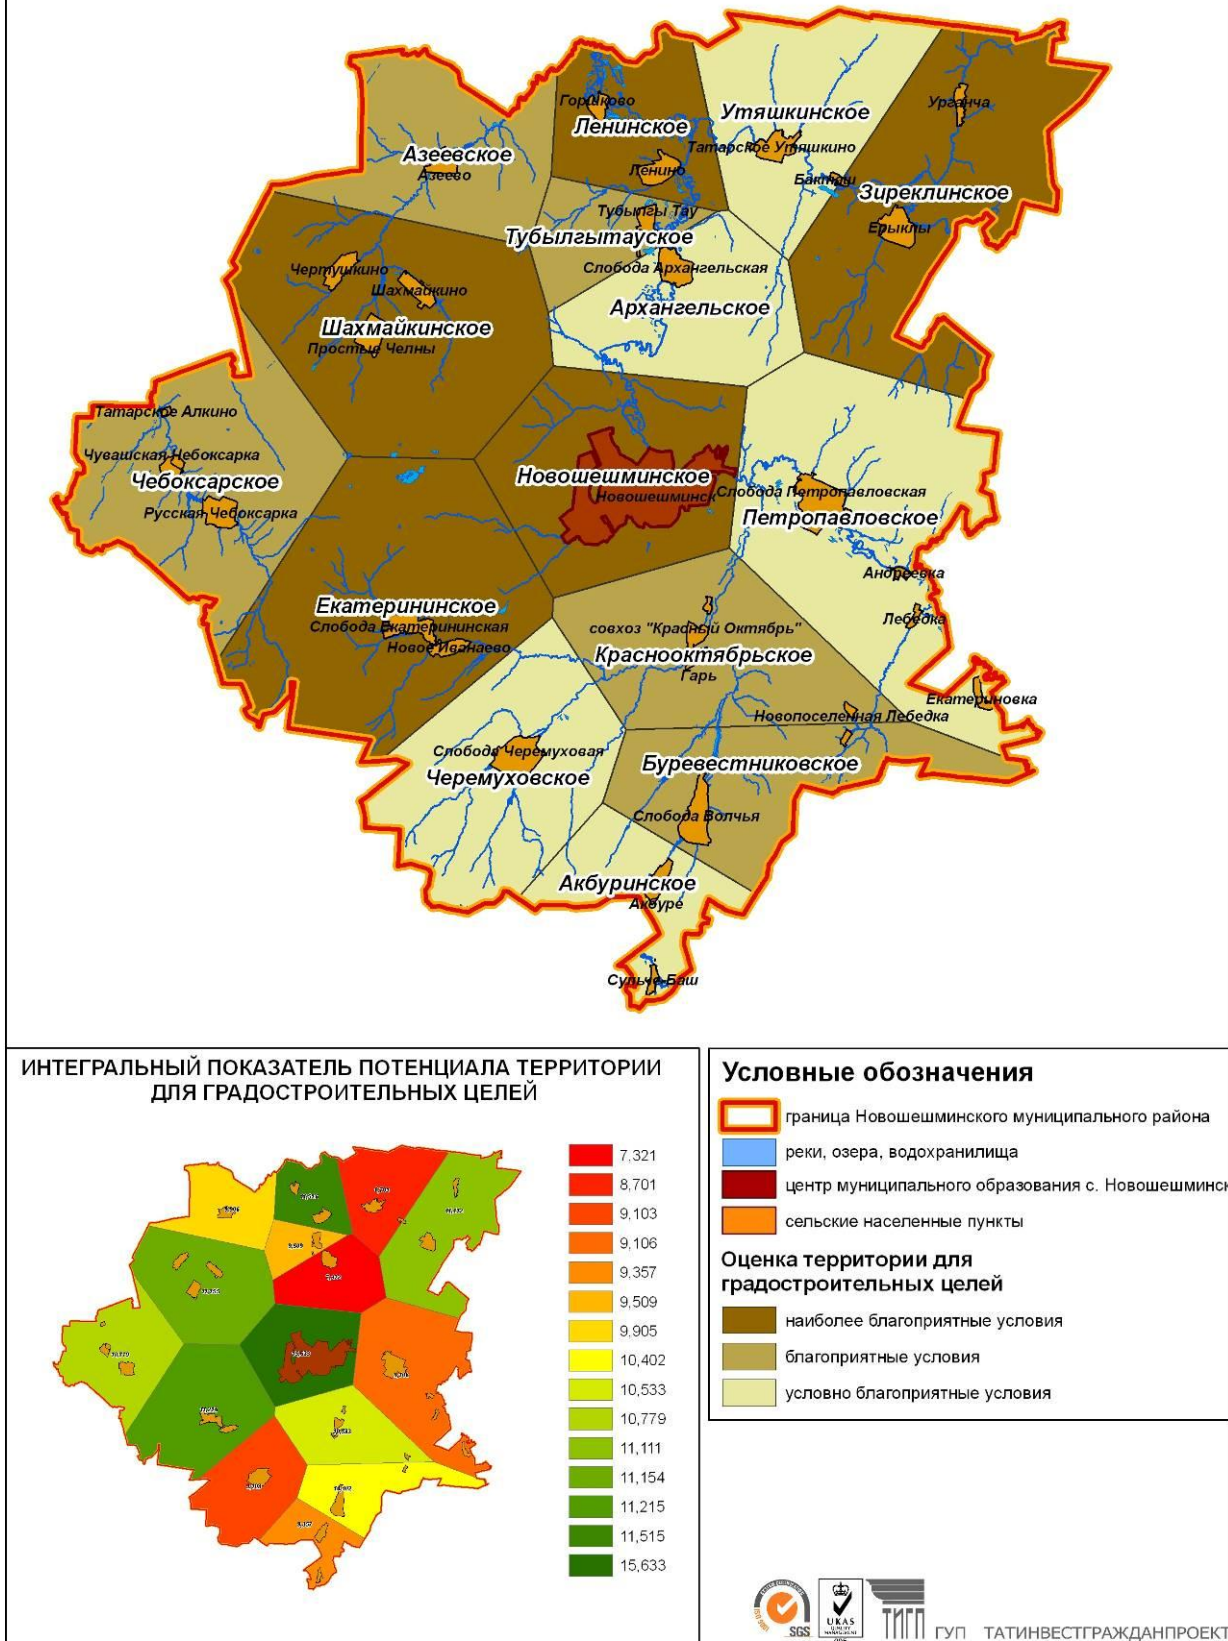 Горшково
Ленинское
Утяшкинское
Урганча
Татарское Утяшкино
Азеевское
Азеево
Ленино
Бактыш
Зиреклинское
Тубылгы Тау
Ерыклы
Тубылгытауское
Чертушкино
Слобода Архангельская
Шахмайкино
Архангельское
Шахмайкинское
Простые Челны
Татарское Алкино
Чувашская Чебоксарка
Чебоксарское
Новошешминское
Новошешминск
Слобода Петропавловская
Русская Чебоксарка
Петропавловское
Андреевка
Екатерининское
Слобода Екатерининская
Новое Иванаево
Лебедка
совхоз "Красный Октябрь"
Краснооктябрьское
Гарь
Екатериновка
Новопоселенная Лебедка
Слобода Черемуховая
Черемуховское
Буревестниковское
Слобода Волчья
Акбуринское
Акбуре
Сульче-Баш
ИНТЕГРАЛЬНЫЙ ПОКАЗАТЕЛЬ ПОТЕНЦИАЛА ТЕРРИТОРИИ
ДЛЯ ГРАДОСТРОИТЕЛЬНЫХ ЦЕЛЕЙ
7,321
8,701
9,103
9,106
9,357
9,509
9,905
10,402
10,533
10,779
11,111
11,154
11,215
11,515
15,633
Условные обозначения
граница Новошешминского муниципального района
реки, озера, водохранилища
центр муниципального образования с. Новошешминск
сельские населенные пункты
Оценка территории для
градостроительных целей
наиболее благоприятные условия
благоприятные условия
условно благоприятные условия
SGS
UKAS
ТИГП
ГУП ТАТИНВЕСТГРАЖДАНПРОЕКТ